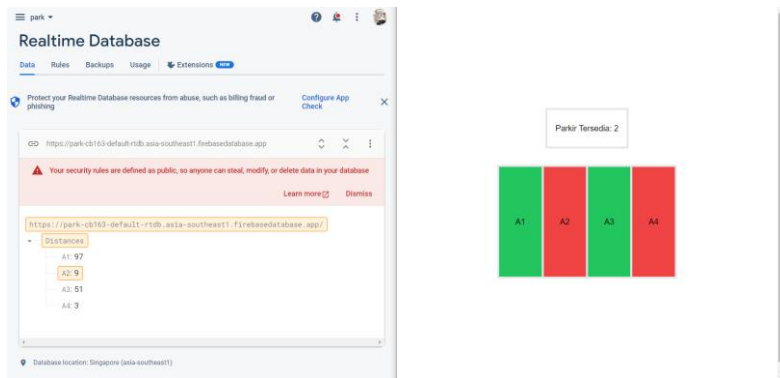 park
Realtime Database
Data Rules Backups Usage Extensions NEW
Protect your Realtime Database resources from abuse, such as billing fraud or
phishing
Configure App
Check
https://park-cb163-default-rtdb.asia-southeast1.firebasedatabase.app
Your security rules are defined as public, so anyone can steal, modify, or delete data in your database
Learn more Dismiss
https://park-cb163-default-rtdb.asia-southeast1.firebasedatabase.app/
Distances
A1: 97
A2: 9
A3: 51
A4: 3
Database location: Singapore (asia-southeast1)
Parkir Tersedia: 2
A1 A2 A3 A4